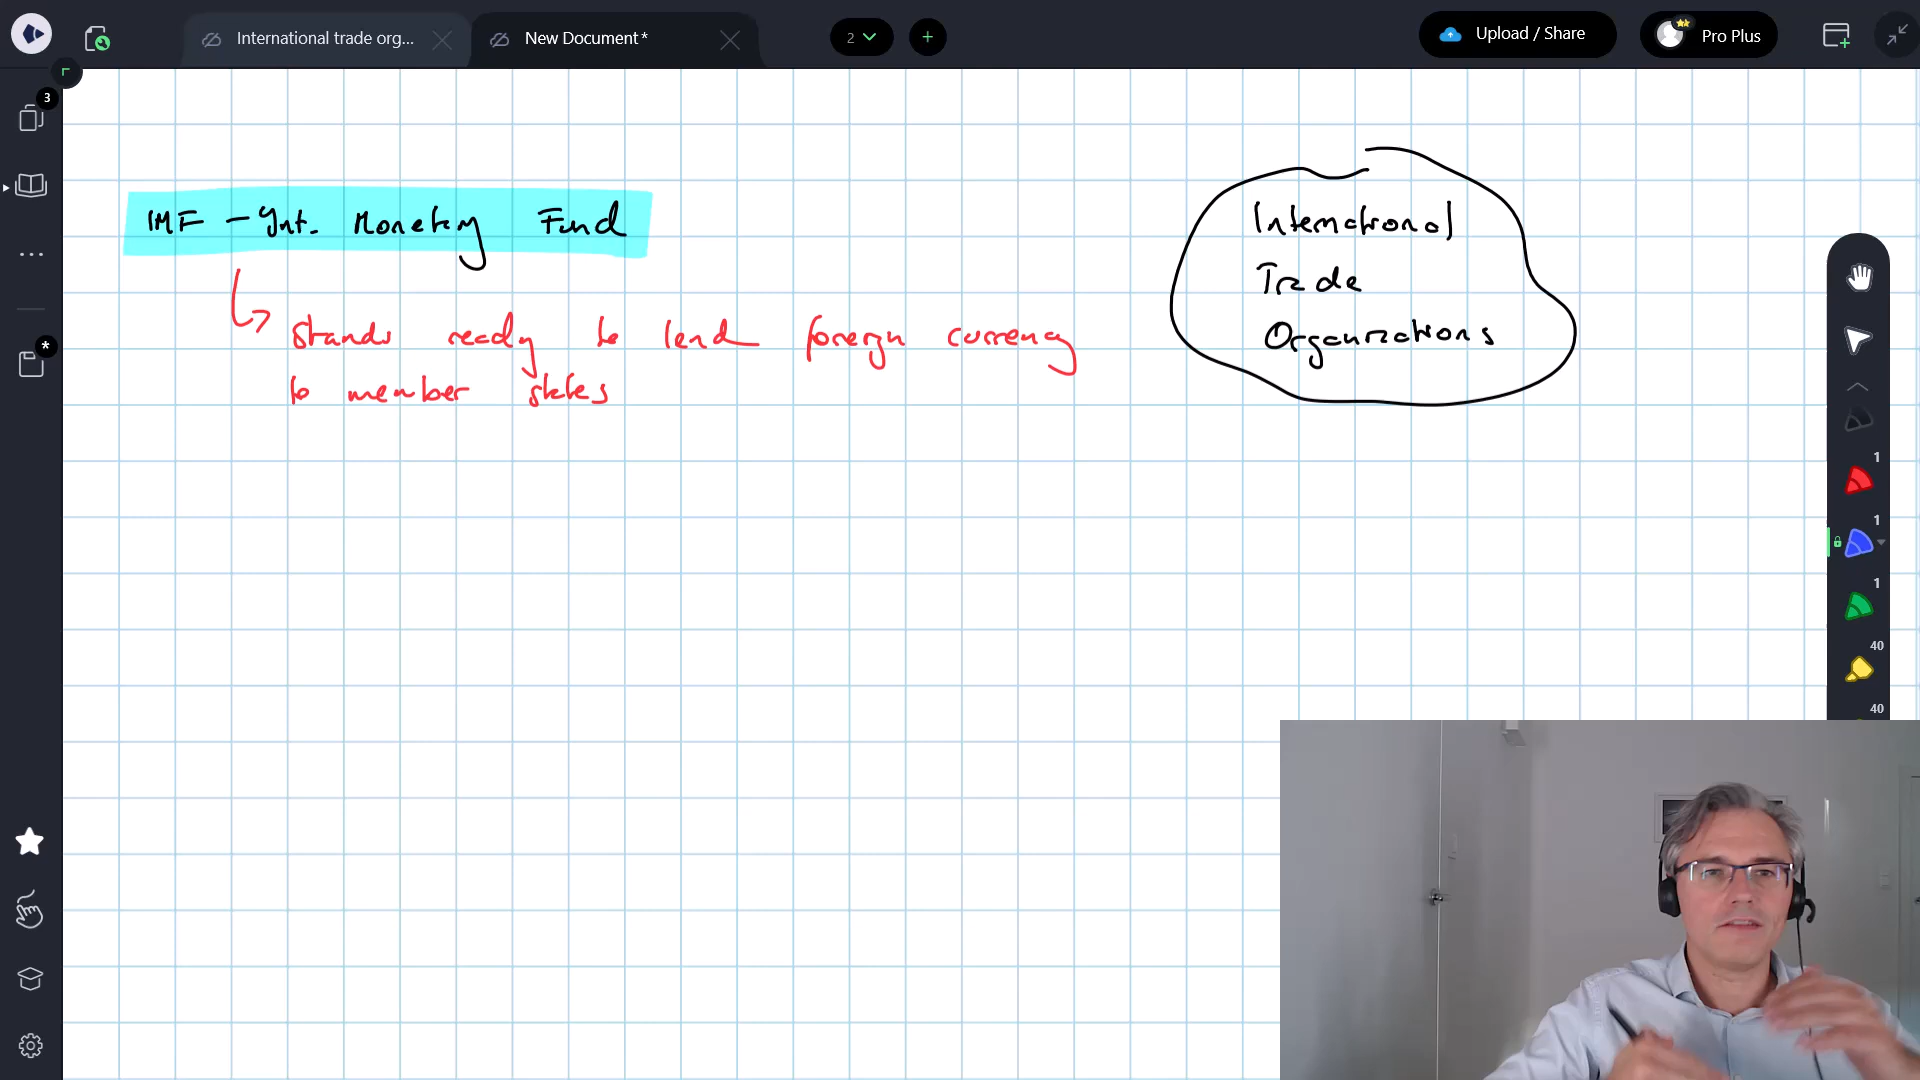 International trade org...
New Document*
2
Upload / Share
Pro Plus
3
IMF - Int. Monetary Fund
stands ready to lend foreign currency
to member states
International
Trade
Organizations
*
1
1
1
40
40